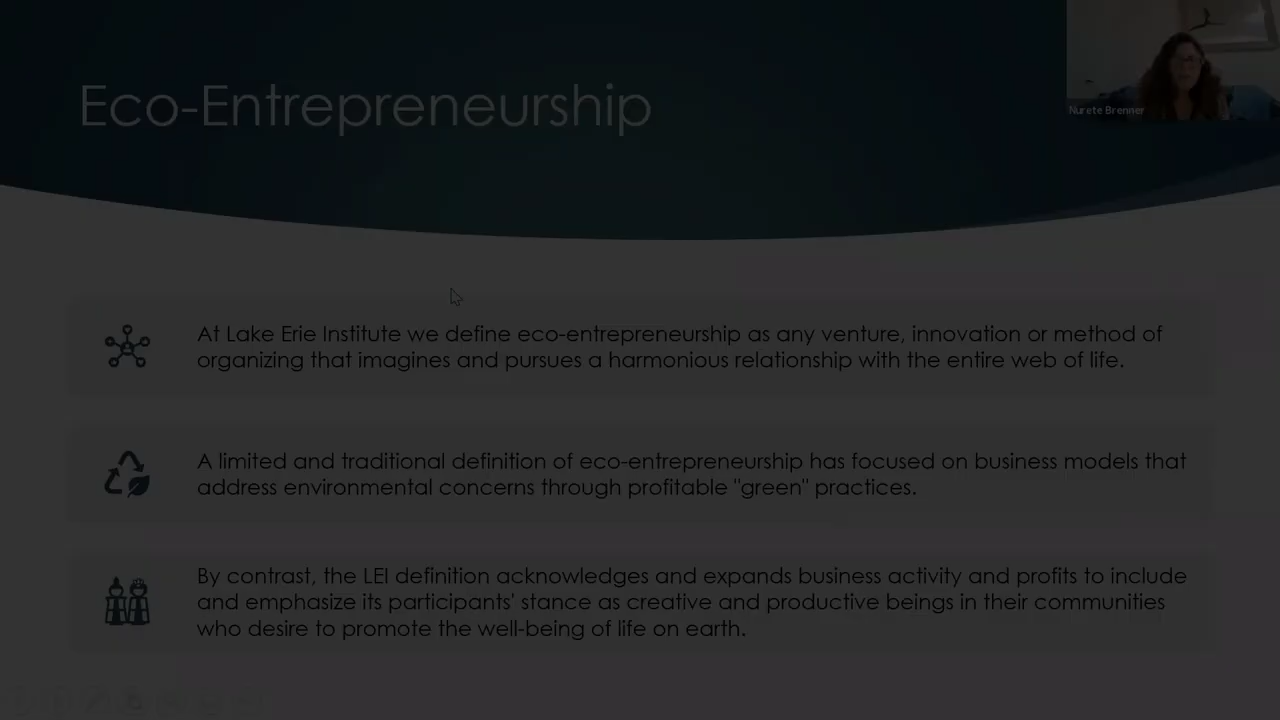 Eco-Entrepreneurship
Nurete Brenner
At Lake Erie Institute we define eco-entrepreneurship as any venture, innovation or method of
organizing that imagines and pursues a harmonious relationship with the entire web of life.
A limited and traditional definition of eco-entrepreneurship has focused on business models that
address environmental concerns through profitable "green" practices.
By contrast, the LEI definition acknowledges and expands business activity and profits to include
and emphasize its participants' stance as creative and productive beings in their communities
who desire to promote the well-being of life on earth.